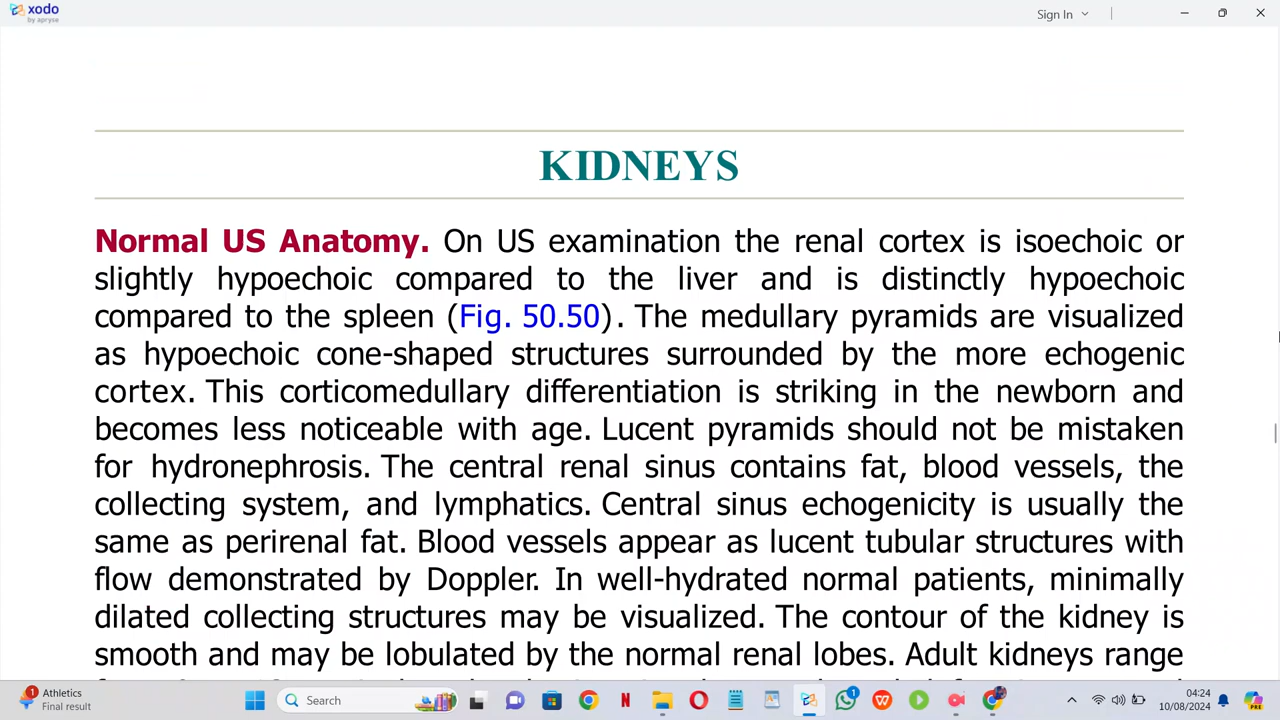 xodo
by apryse
Sign In
KIDNEYS
Normal US Anatomy. On US examination the renal cortex is isoechoic or
slightly hypoechoic compared to the liver and is distinctly hypoechoic
compared to the spleen (Fig. 50.50). The medullary pyramids are visualized
as hypoechoic cone-shaped structures surrounded by the more echogenic
cortex. This corticomedullary differentiation is striking in the newborn and
becomes less noticeable with age. Lucent pyramids should not be mistaken
for hydronephrosis. The central renal sinus contains fat, blood vessels, the
collecting system, and lymphatics. Central sinus echogenicity is usually the
same as perirenal fat. Blood vessels appear as lucent tubular structures with
flow demonstrated by Doppler. In well-hydrated normal patients, minimally
dilated collecting structures may be visualized. The contour of the kidney is
smooth and may be lobulated by the normal renal lobes. Adult kidneys range
1
Athletics
Final result
Search
1
04:24
10/08/2024
PRE